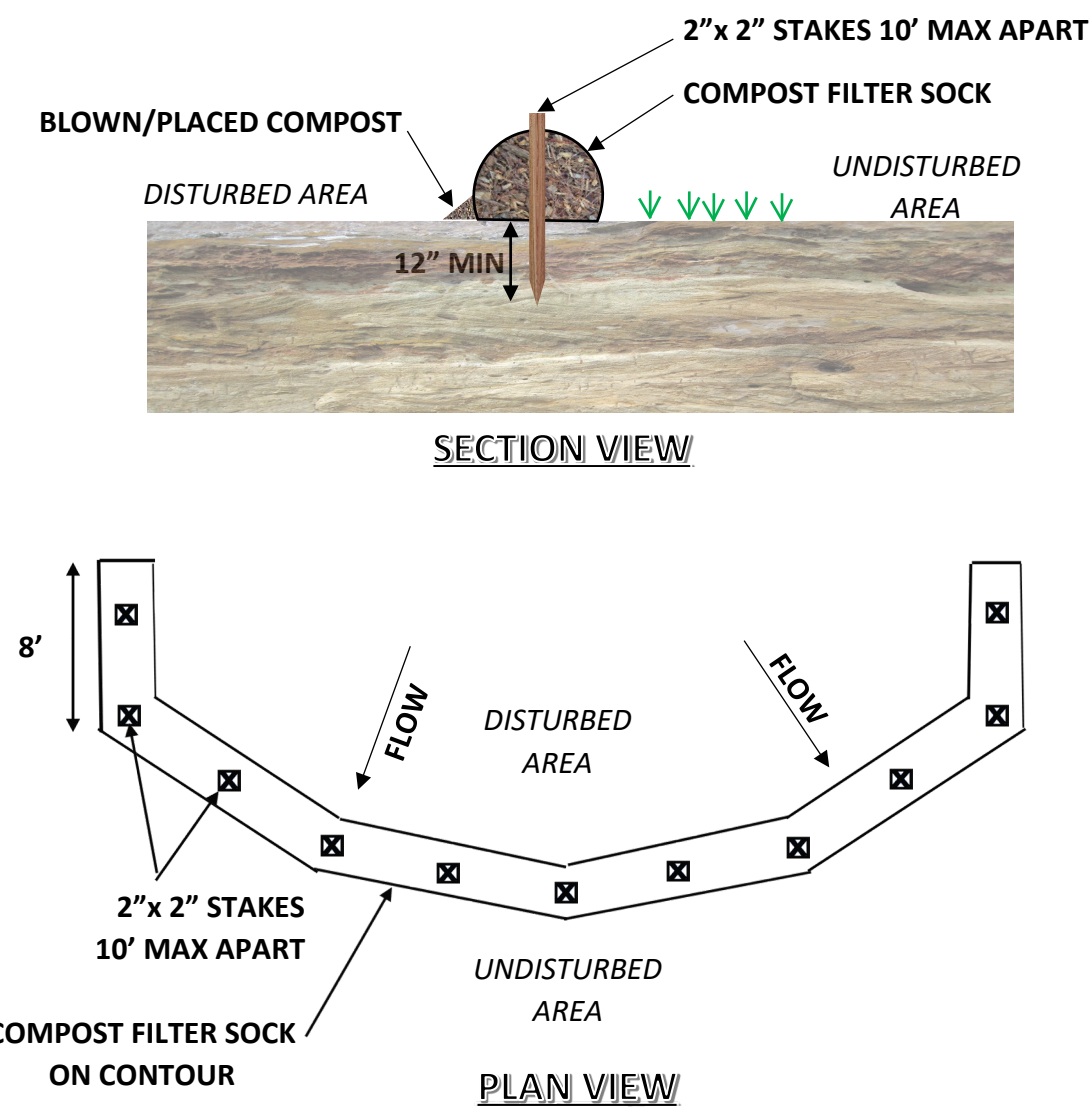 2”x 2” STAKES 10’ MAX APART
COMPOST FILTER SOCK
BLOWN/PLACED COMPOST
DISTURBED AREA
UNDISTURBED
AREA
12” MIN
SECTION VIEW
8’
FLOW
FLOW
DISTURBED
AREA
2”x 2” STAKES
10’ MAX APART
UNDISTURBED
AREA
COMPOST FILTER SOCK
ON CONTOUR
PLAN VIEW